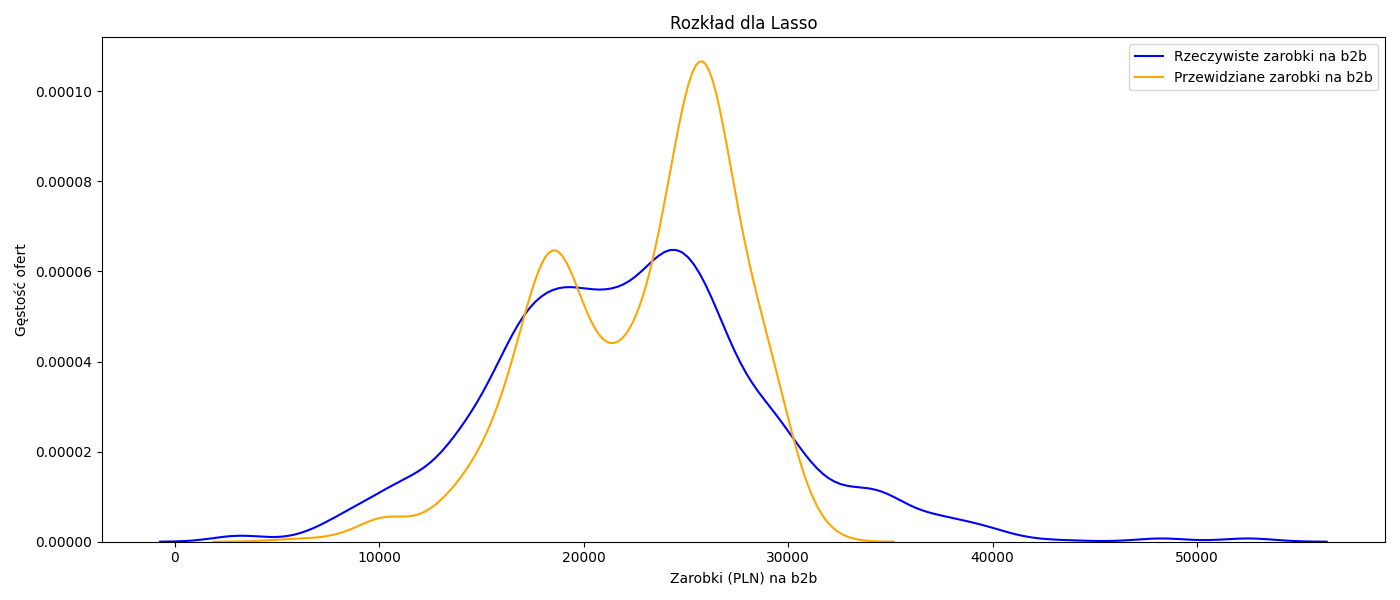 Rozkład dla Lasso
Rzeczywiste zarobki na b2b
Przewidziane zarobki na b2b
Gęstość ofert
0.00010
0.00008
0.00006
0.00004
0.00002
0.00000
0 10000 20000 30000 40000 50000
Zarobki (PLN) na b2b